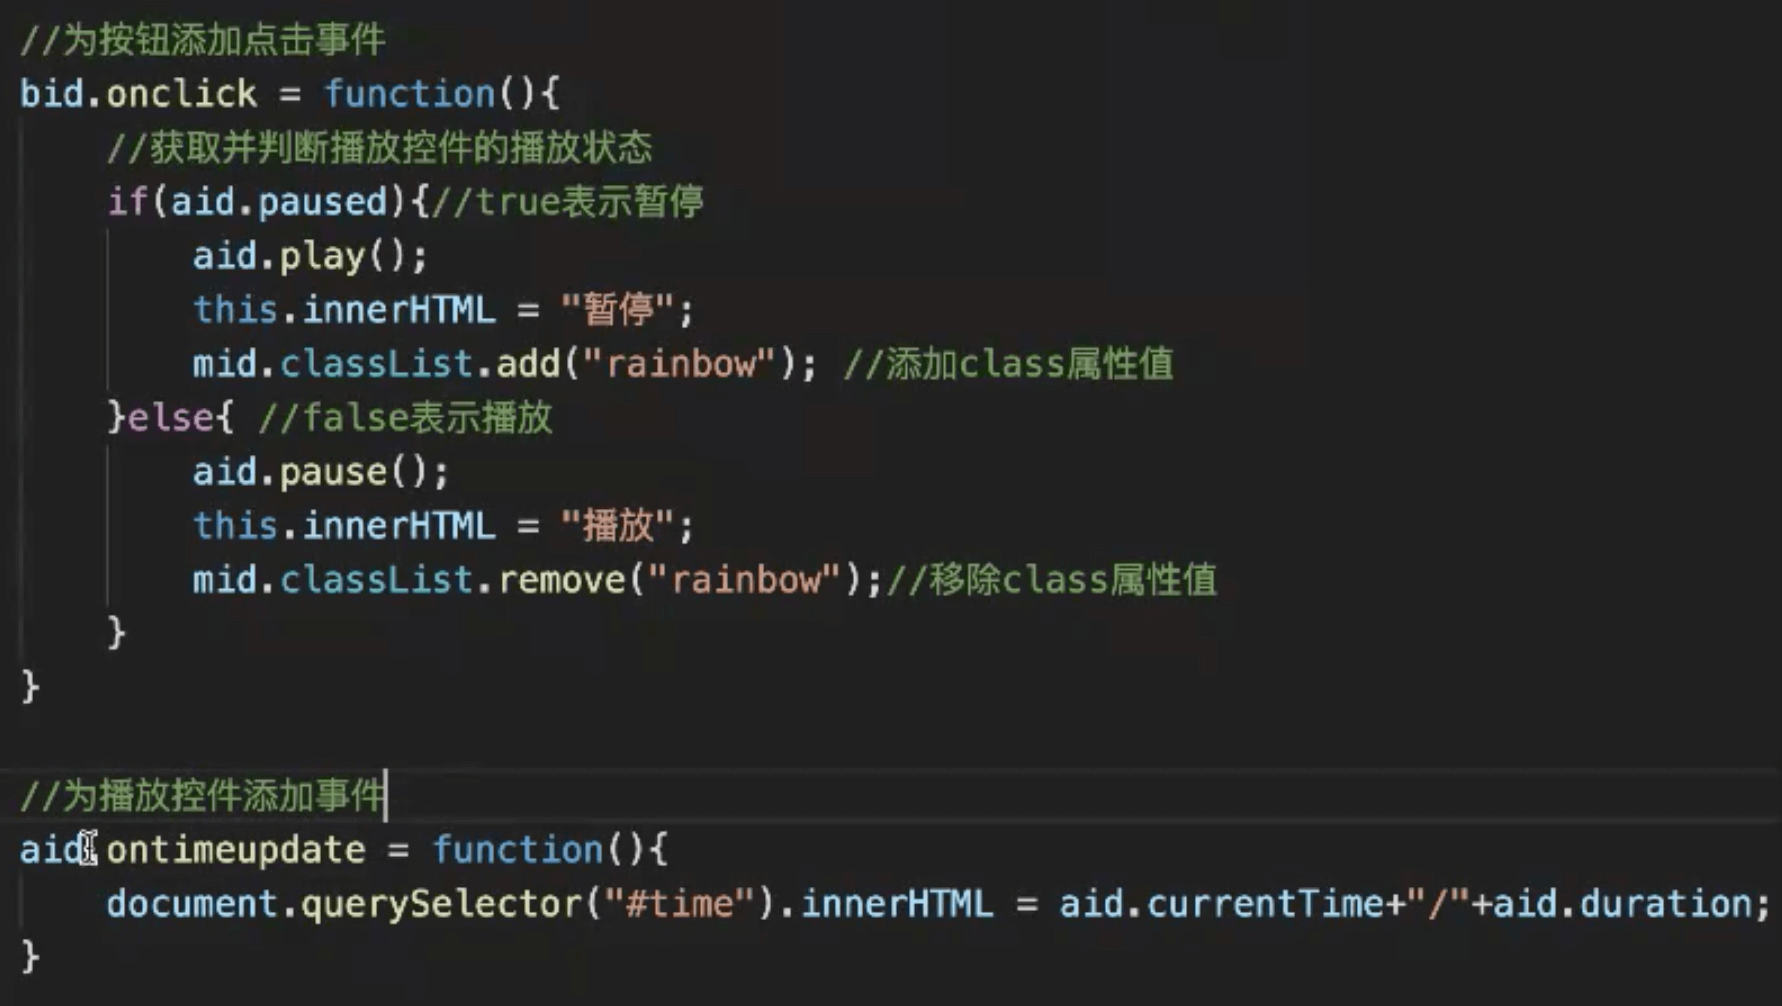 //为按钮添加点击事件
bid.onclick = function(){
    //获取并判断播放控件的播放状态
    if(aid.paused){//true表示暂停
        aid.play();
        this.innerHTML = "暂停";
        mid.classList.add("rainbow"); //添加class属性值
    }else{ //false表示播放
        aid.pause();
        this.innerHTML = "播放";
        mid.classList.remove("rainbow");//移除class属性值
    }
}
//为播放控件添加事件
aid.ontimeupdate = function(){
    document.querySelector("#time").innerHTML = aid.currentTime+"/"+aid.duration;
}